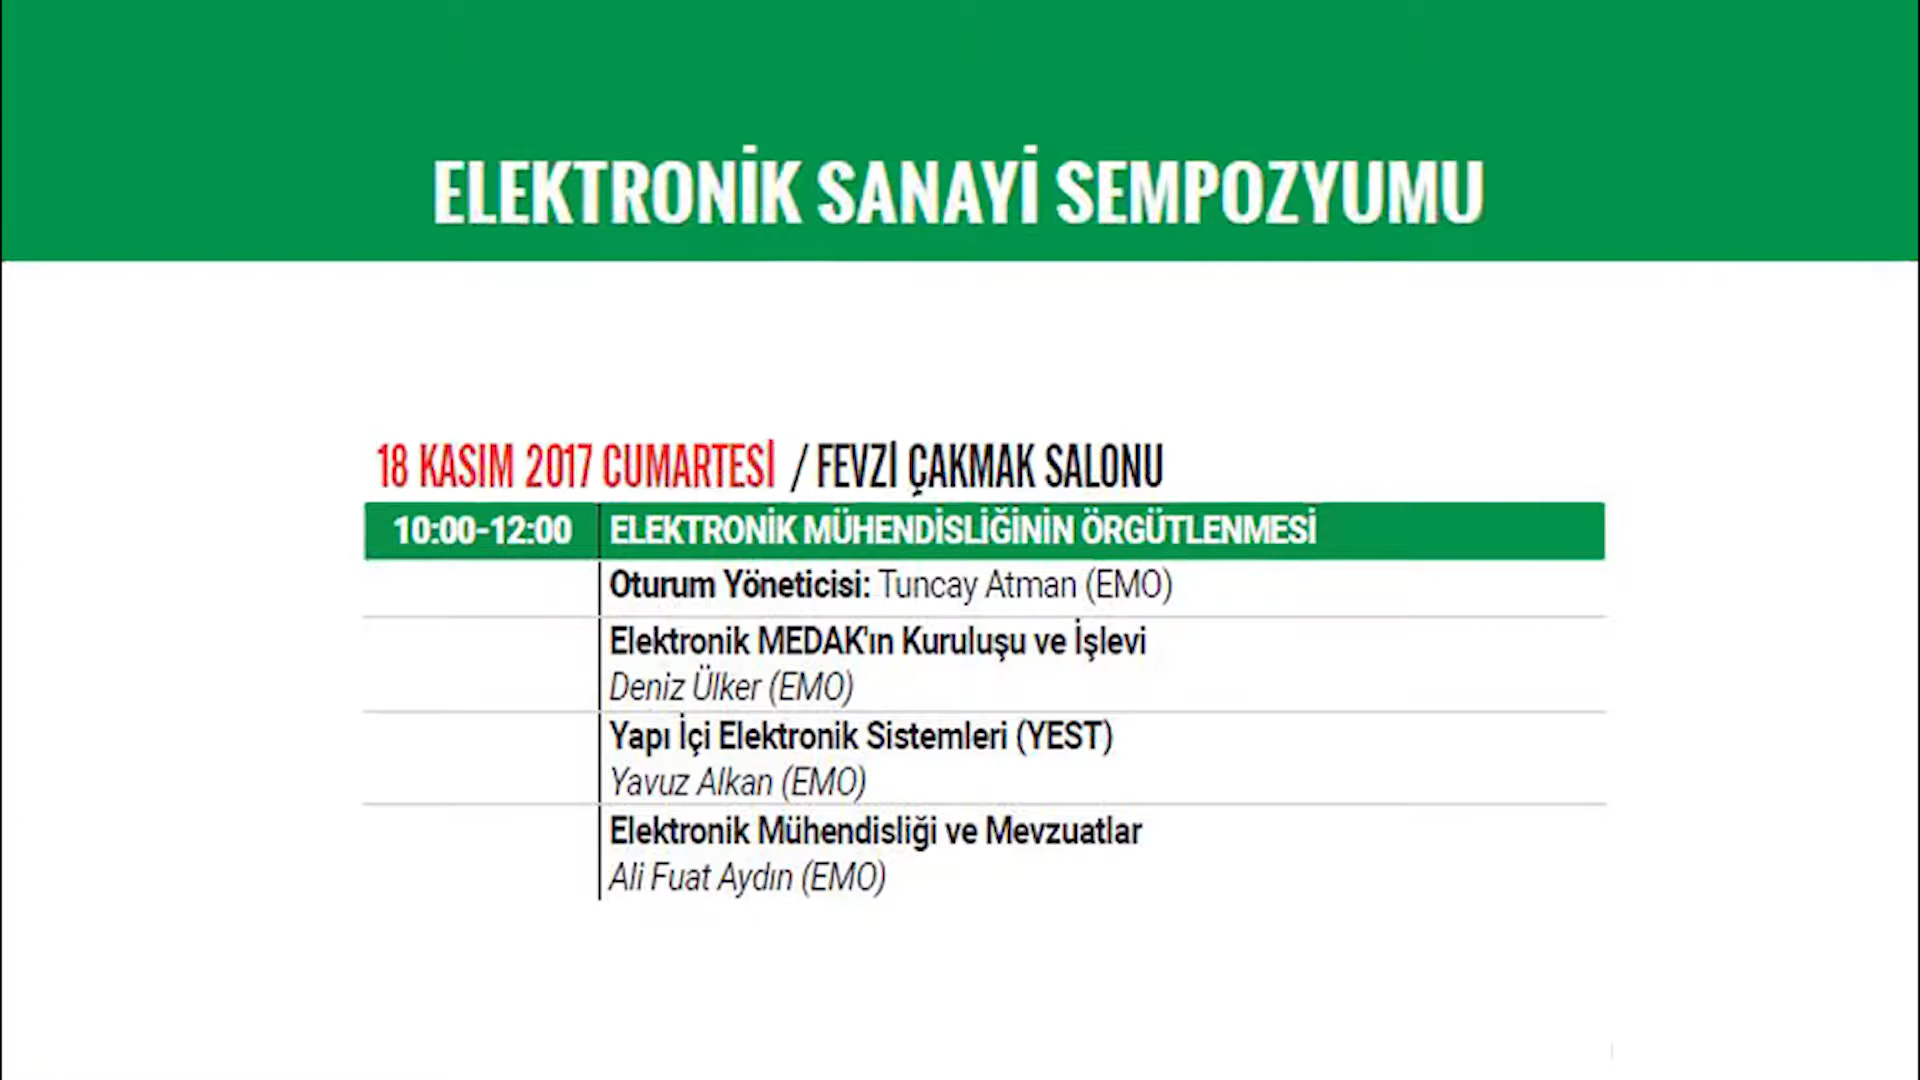 ELEKTRONİK SANAYİ SEMPOZYUMU
18 KASIM 2017 CUMARTESİ / FEVZİ ÇAKMAK SALONU
10:00-12:00 ELEKTRONİK MÜHENDİSLİĞİNİN ÖRGÜTLENMESİ
Oturum Yöneticisi: Tuncay Atman (EMO)
Elektronik MEDAK'ın Kuruluşu ve İşlevi
Deniz Ülker (EMO)
Yapı İçi Elektronik Sistemleri (YEST)
Yavuz Alkan (EMO)
Elektronik Mühendisliği ve Mevzuatlar
Ali Fuat Aydın (EMO)